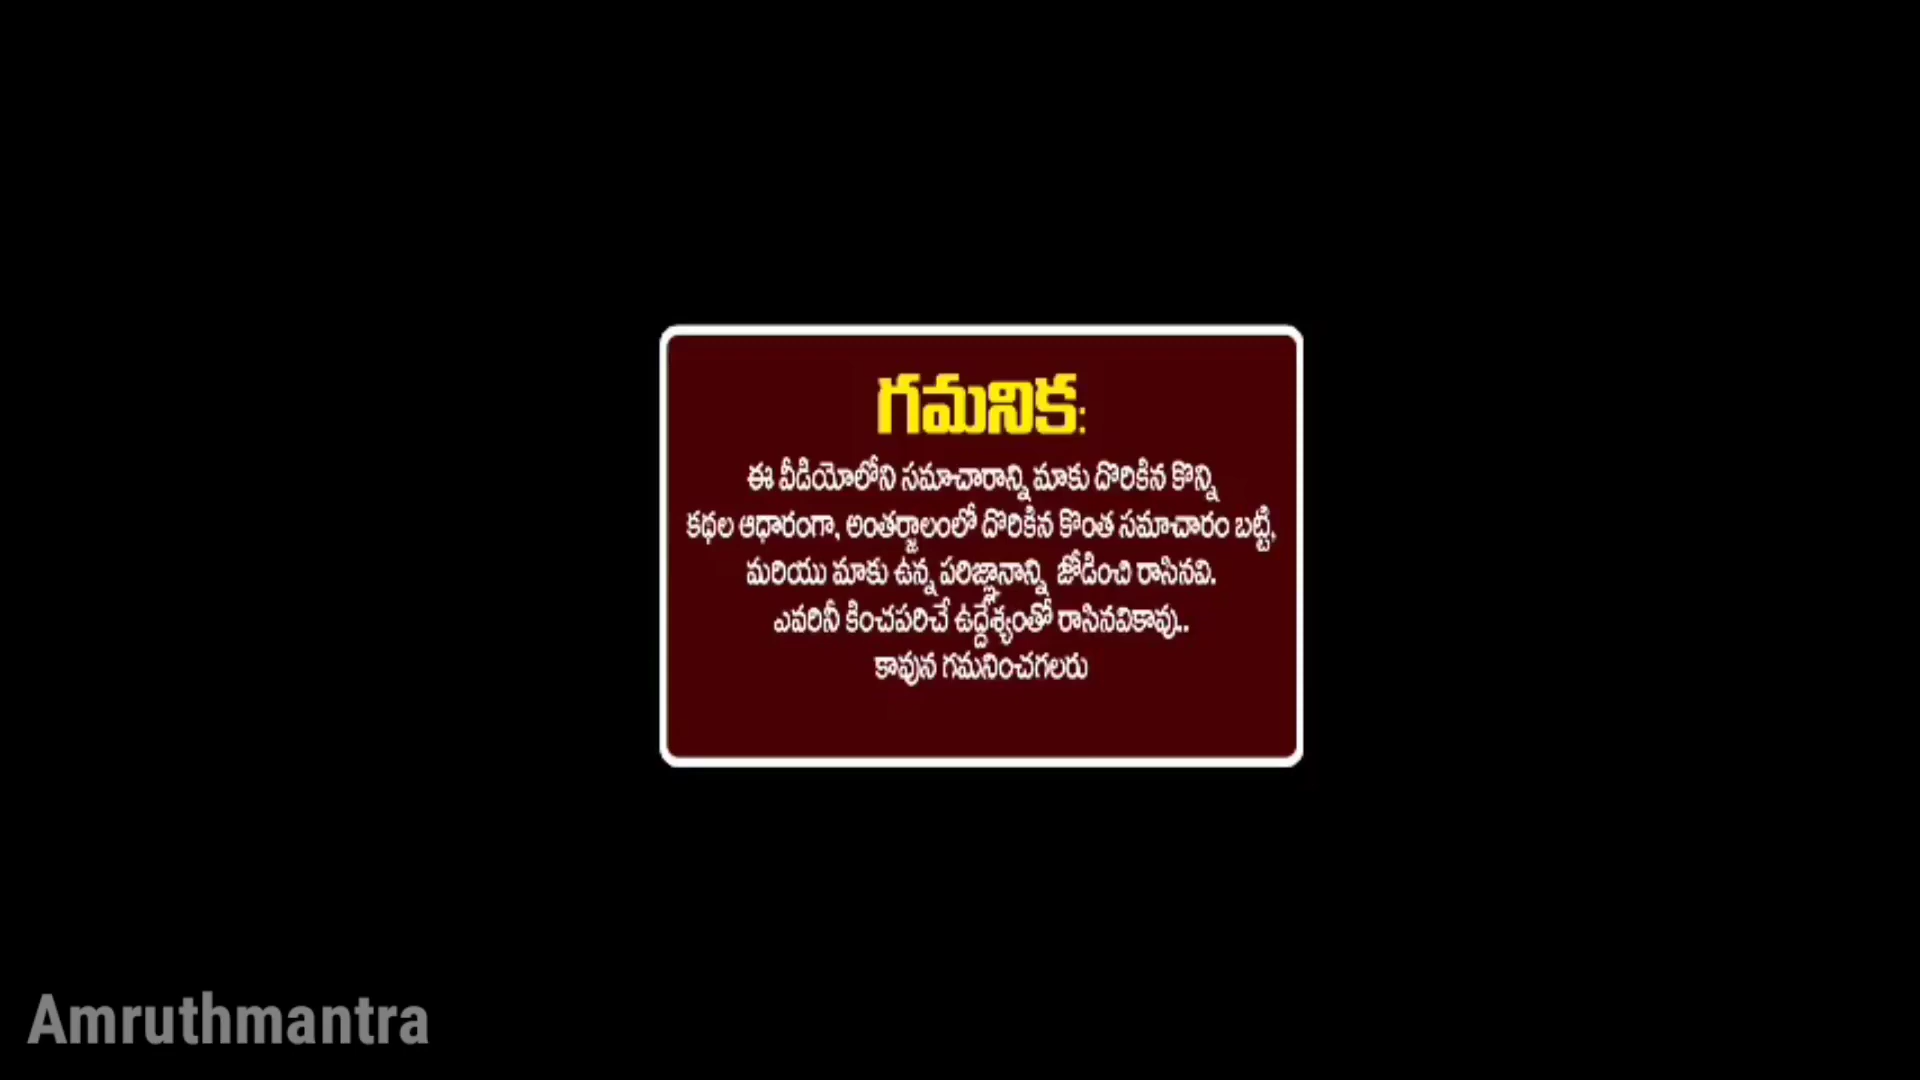 గమనిక:
ఈ వీడియోలోని సమాచారాన్ని మాకు దొరికిన కొన్ని
కథల ఆధారంగా, అంతర్జాలంలో దొరికిన కొంత సమాచారం బట్టి,
మరియు మాకు ఉన్న పరిజ్ఞానాన్ని జోడించి రాసినవి.
ఎవరినీ కించపరిచే ఉద్దేశ్యంతో రాసినవికావు..
కావున గమనించగలరు
Amruthmantra